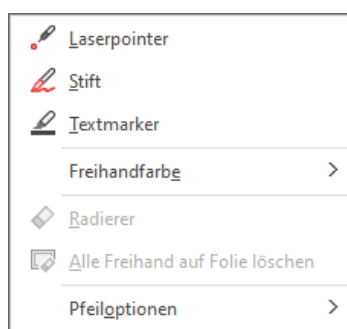 Laserpointer
Stift
Textmarker
Freihandfarbe
Radierer
Alle Freihand auf Folie löschen
Pfeiloptionen